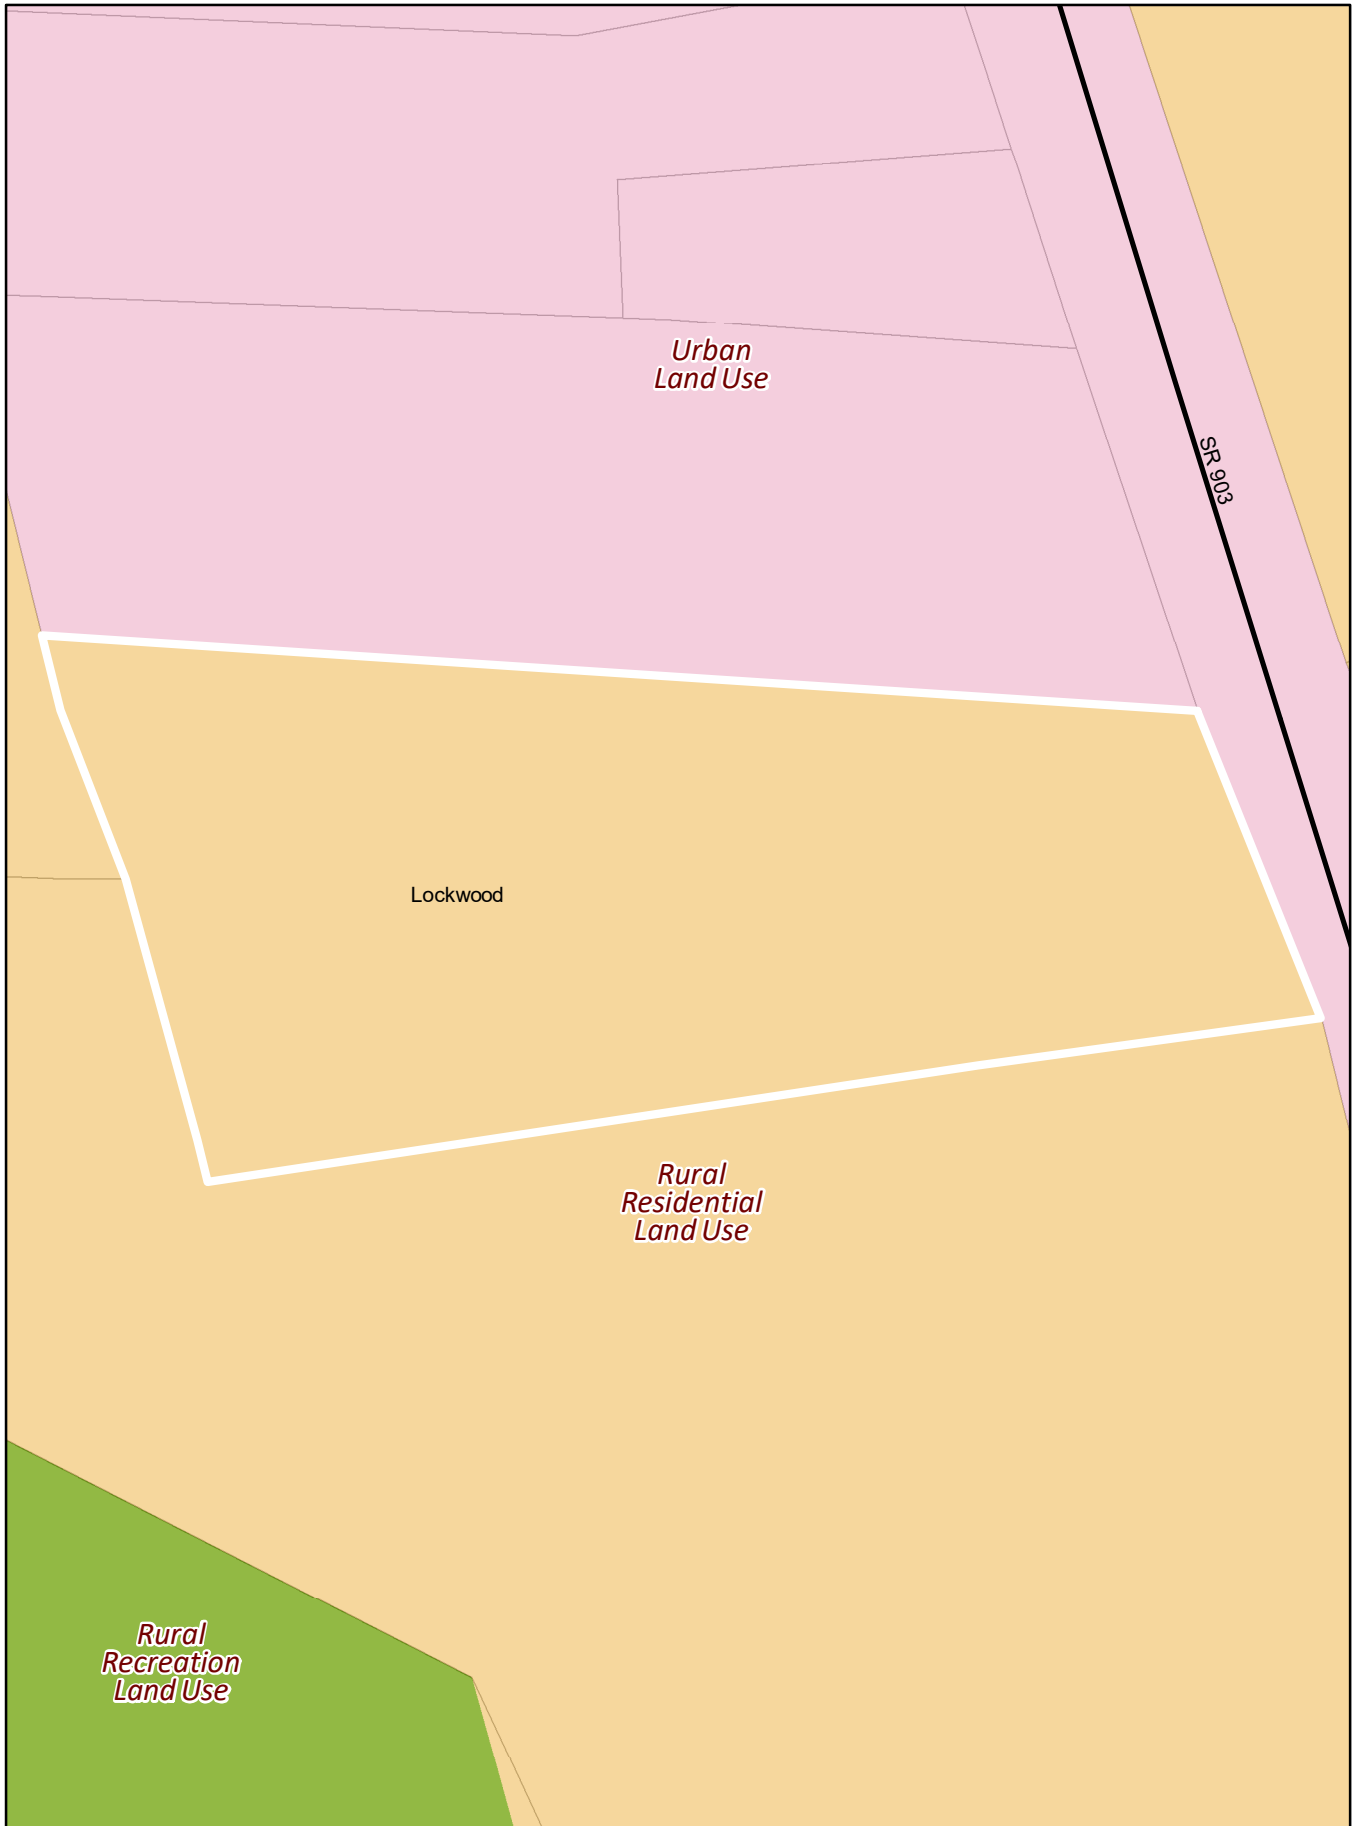 Urban
Land Use
SR 903
Lockwood
Rural
Residential
Land Use
Rural
Recreation
Land Use